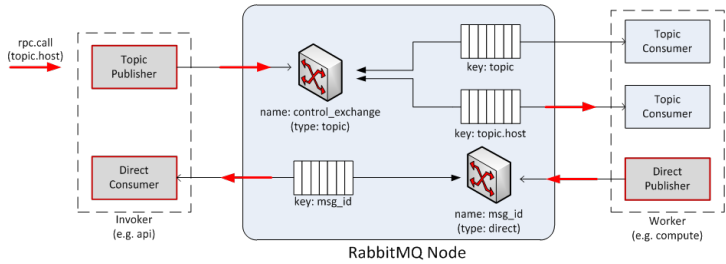 rpc.call
(topic.host)
Topic
Publisher
Direct
Consumer
Invoker
(e.g. api)
name: control_exchange
(type: topic)
key: topic
key: topic.host
key: msg_id
name: msg_id
(type: direct)
RabbitMQ Node
Topic
Consumer
Topic
Consumer
Direct
Publisher
Worker
(e.g. compute)